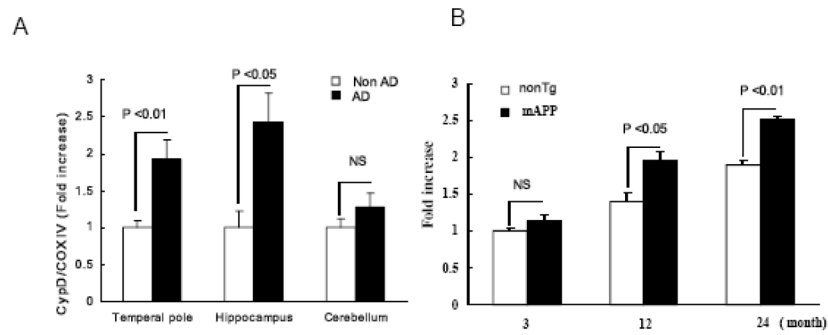 A
B
CypD/COXIV (Fold increase)
3
2.5
2
1.5
1
0.5
0
P <0.01
P <0.05
NS
Non AD
AD
Temporal pole
Hippocampus
Cerebellum
Fold increase
3
2.5
2
1.5
1
0.5
0
nonTg
mAPP
NS
P <0.05
P <0.01
3
12
24 (month)